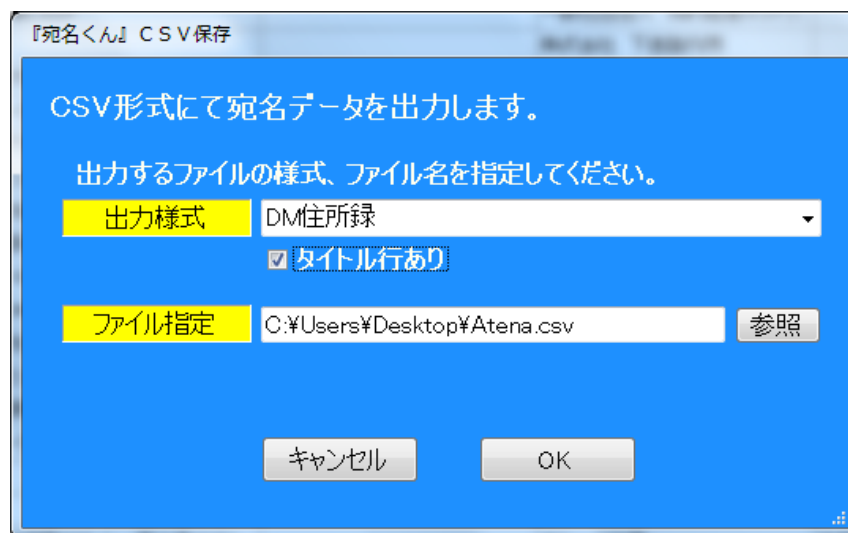 『宛名くん』ＣＳＶ保存
CSV形式にて宛名データを出力します。
出力するファイルの様式、ファイル名を指定してください。
出力様式 DM住所録
タイトル行あり
ファイル指定 C:¥Users¥Desktop¥Atena.csv 参照
キャンセル OK